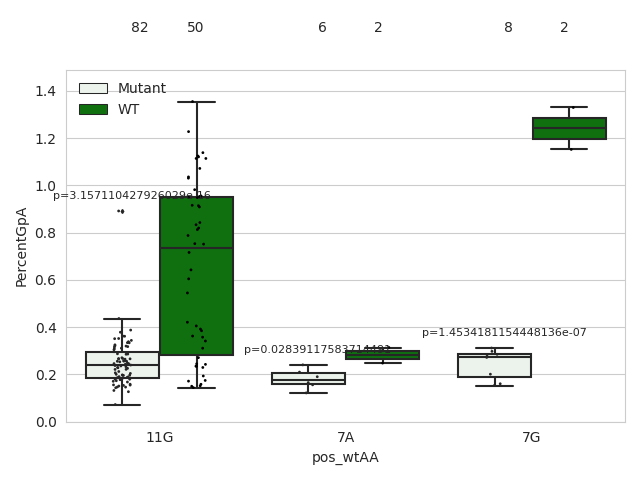 82 50 6 2 8 2
Mutant
WT
1.4
1.2
1.0
0.8
0.6
0.4
0.2
0.0
PercentGpA
p=3.157110427926029e-16
p=0.02839117583714492
p=1.4534181154448136e-07
11G 7A 7G
pos_wtAA